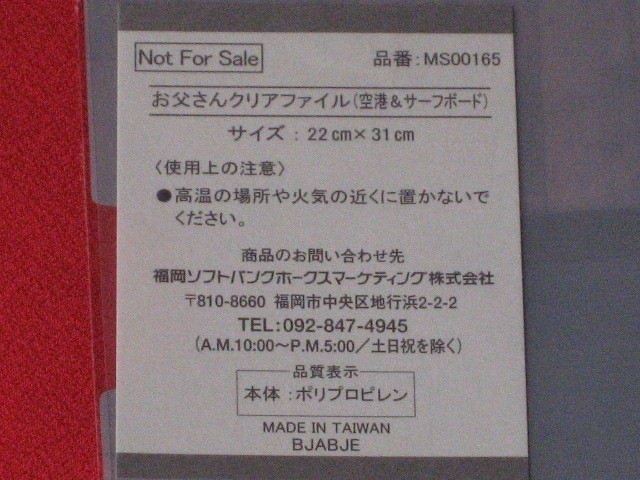 Not For Sale 品番:MS00165
お父さんクリアファイル(空港&サーフボード)
サイズ : 22㎝×31㎝
〈使用上の注意〉
●高温の場所や火気の近くに置かないで
ください。
商品のお問い合わせ先
福岡ソフトバンクホークスマーケティング株式会社
〒810-8660 福岡市中央区地行浜2-2-2
TEL:092-847-4945
(A.M.10:00～P.M.5:00/土日祝を除く)
品質表示
本体 : ポリプロピレン
MADE IN TAIWAN
BJABJE